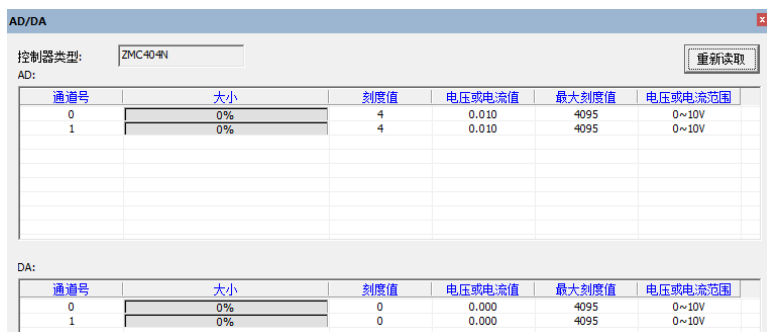 AD/DA
控制器类型: ZMC404N 重新读取
AD:
通道号 大小 刻度值 电压或电流值 最大刻度值 电压或电流范围
0 0% 4 0.010 4095 0~10V
1 0% 4 0.010 4095 0~10V
DA:
通道号 大小 刻度值 电压或电流值 最大刻度值 电压或电流范围
0 0% 0 0.000 4095 0~10V
1 0% 0 0.000 4095 0~10V